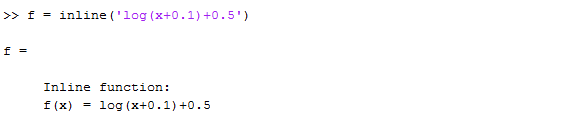 >> f = inline('log(x+0.1)+0.5')
f =
Inline function:
f(x) = log(x+0.1)+0.5